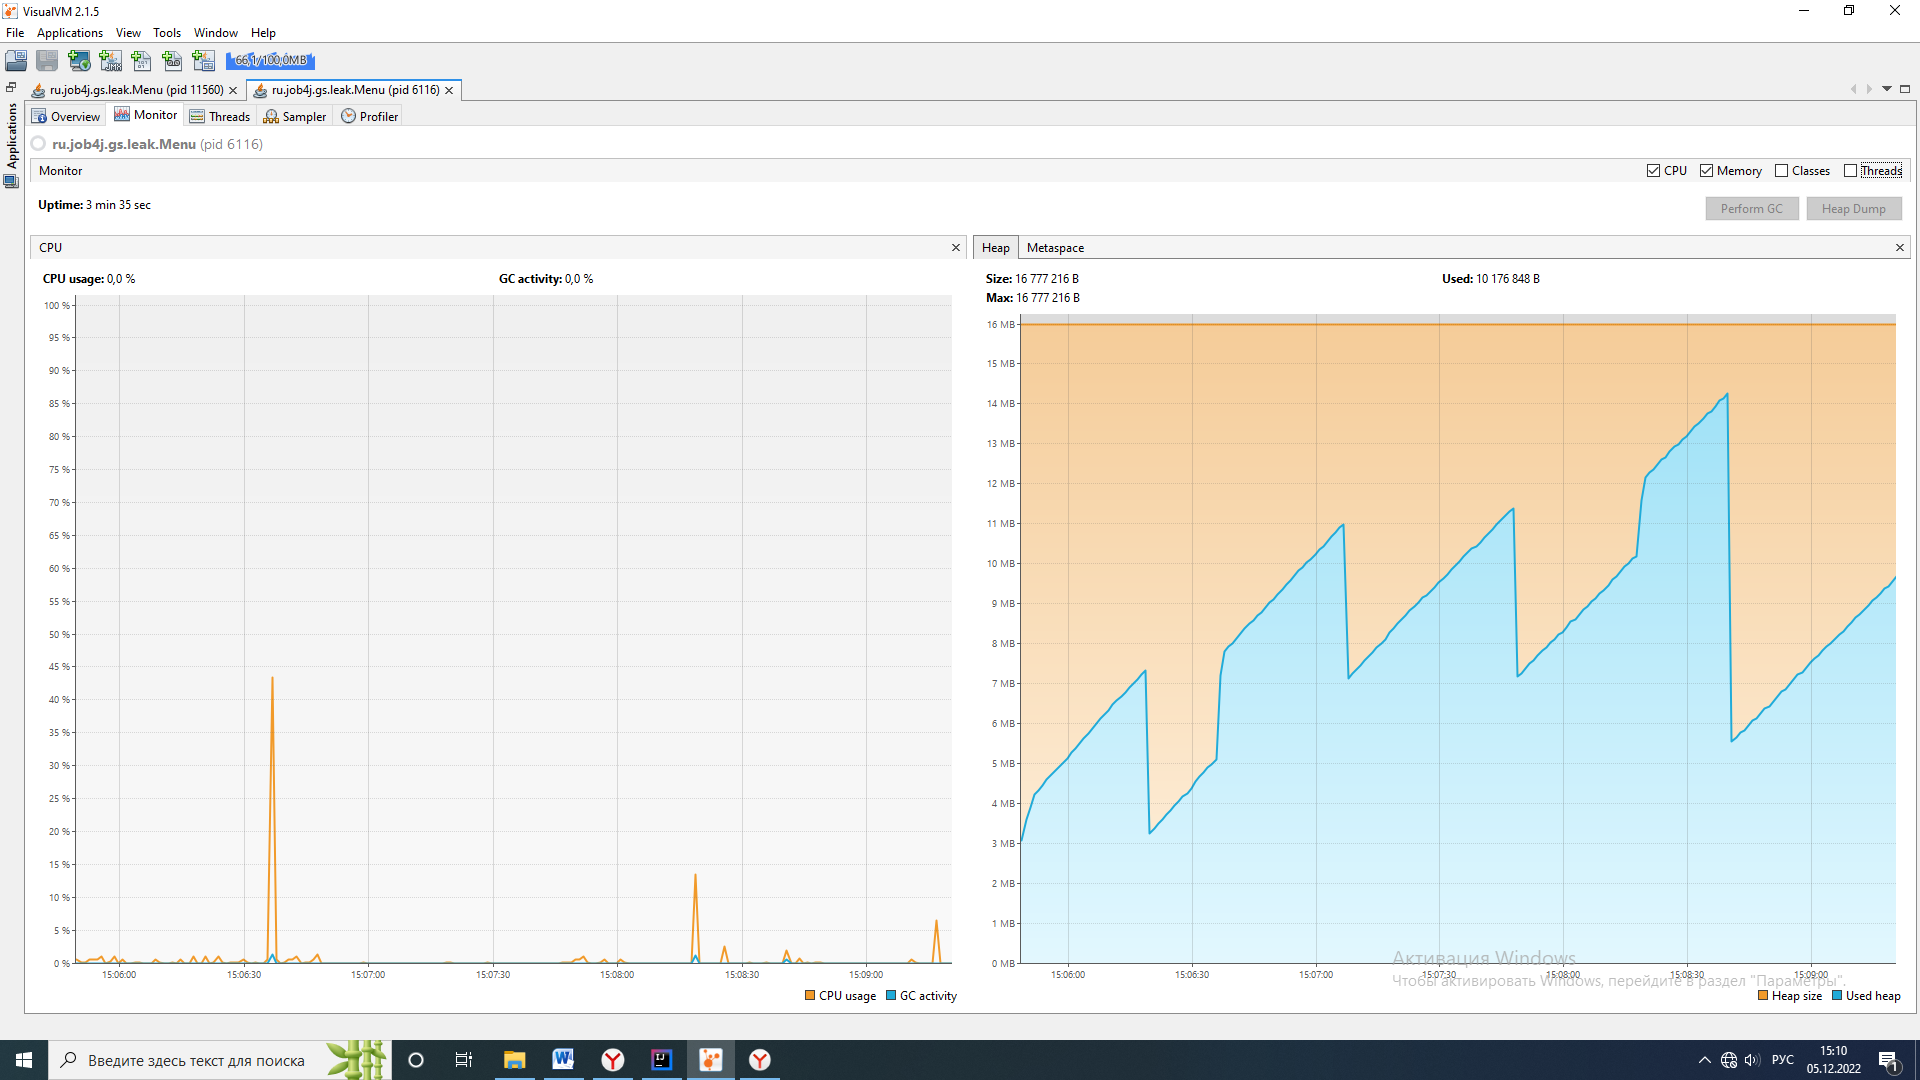 VisualVM 2.1.5
File Applications View Tools Window Help
66,1/100,0MB
ru.job4j.gs.leak.Menu (pid 11560) ru.job4j.gs.leak.Menu (pid 6116)
Applications
Overview Monitor Threads Sampler Profiler
ru.job4j.gs.leak.Menu (pid 6116)
Monitor CPU Memory Classes Threads
Uptime: 3 min 35 sec Perform GC Heap Dump
CPU
CPU usage: 0,0 % GC activity: 0,0 %
100 %
95 %
90 %
85 %
80 %
75 %
70 %
65 %
60 %
55 %
50 %
45 %
40 %
35 %
30 %
25 %
20 %
15 %
10 %
5 %
0 %
15:06:00 15:06:30 15:07:00 15:07:30 15:08:00 15:08:30 15:09:00
CPU usage GC activity
Heap Metaspace
Size: 16 777 216 B Used: 10 176 848 B
Max: 16 777 216 B
16 MB
15 MB
14 MB
13 MB
12 MB
11 MB
10 MB
9 MB
8 MB
7 MB
6 MB
5 MB
4 MB
3 MB
2 MB
1 MB
0 MB
15:06:00 15:06:30 15:07:00 15:07:30 15:08:00 15:08:30 15:09:00
Heap size Used heap
Активация Windows
Чтобы активировать Windows, перейдите в раздел "Параметры".
Введите здесь текст для поиска
РУС
15:10
05.12.2022
1